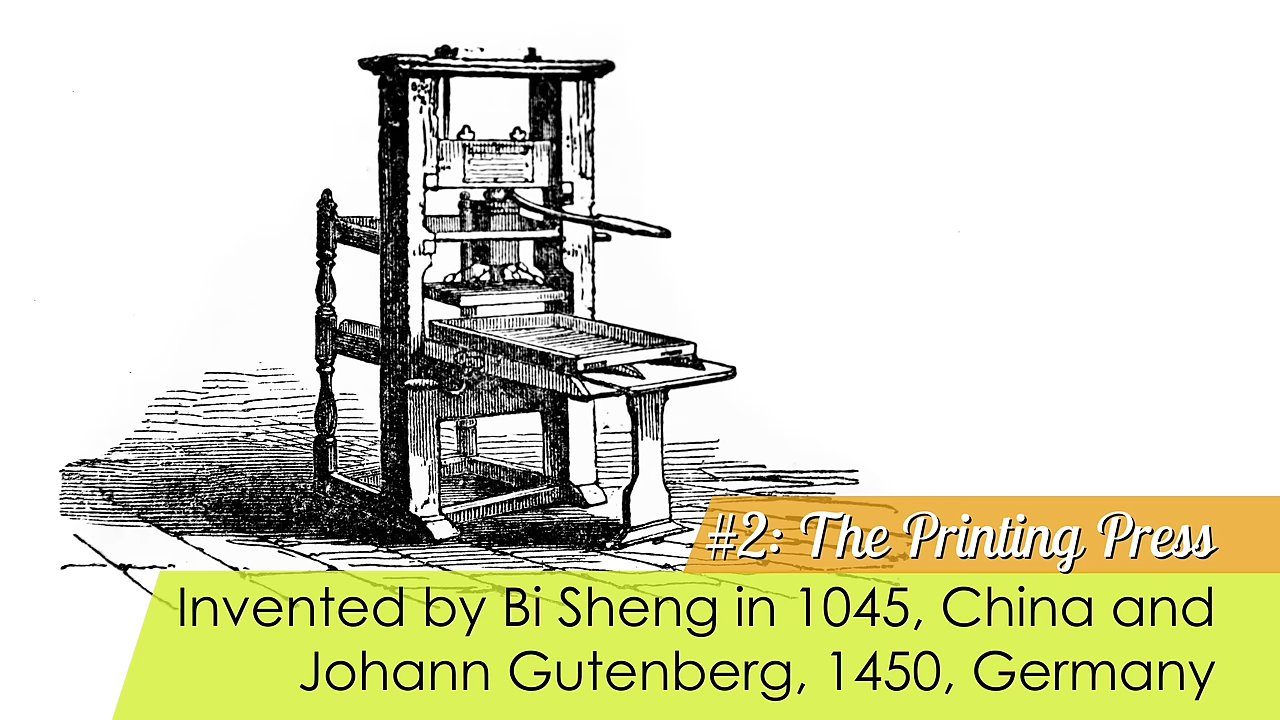 #2: The Printing Press
Invented by Bi Sheng in 1045, China and
Johann Gutenberg, 1450, Germany